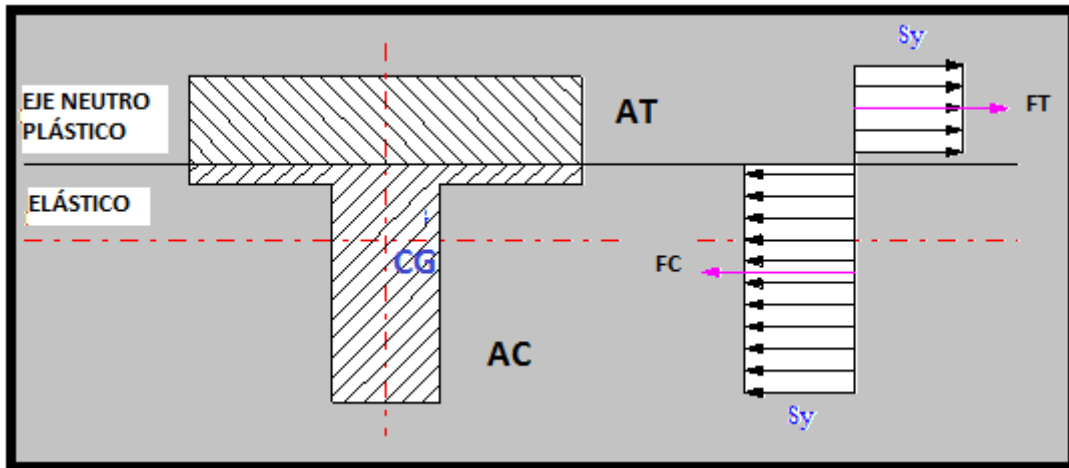 Sy
EJE NEUTRO
PLÁSTICO
AT
FT
ELÁSTICO
CG
FC
AC
Sy